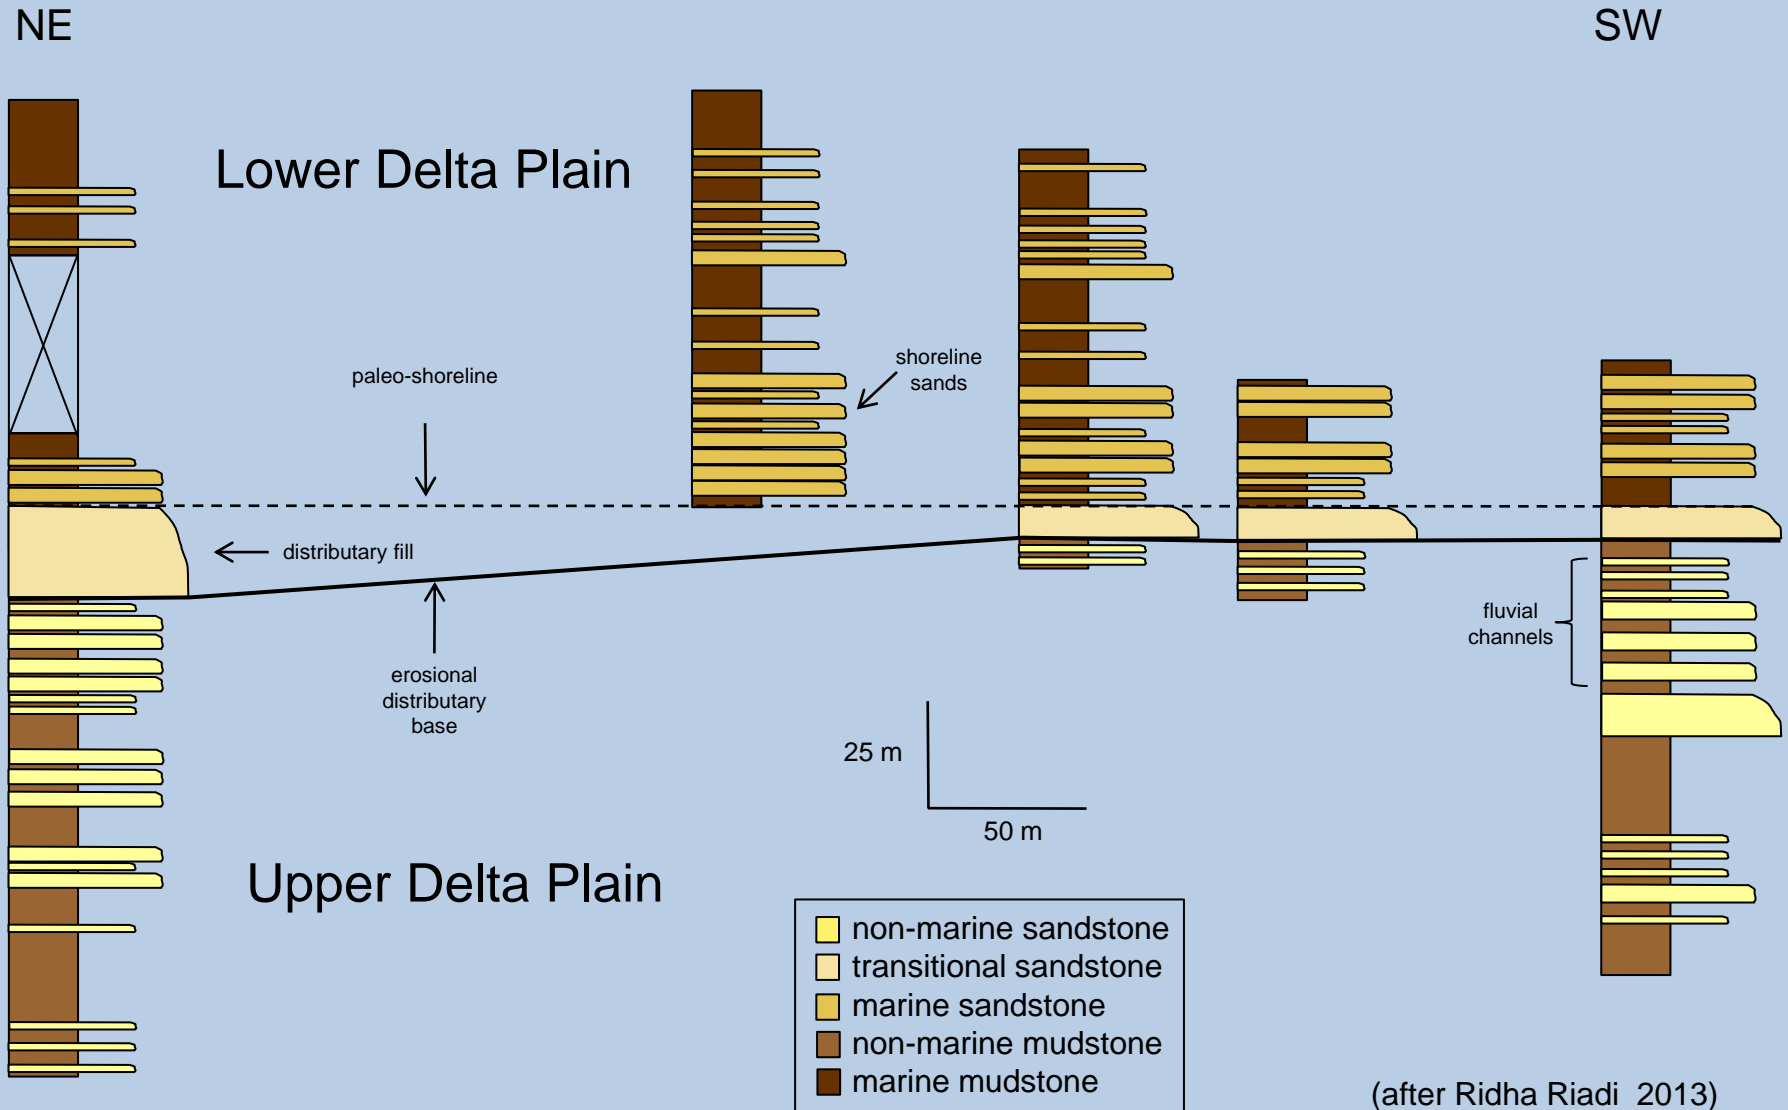 NE
SW
Lower Delta Plain
paleo-shoreline
shoreline
sands
distributary fill
erosional
distributary
base
fluvial
channels
25 m
50 m
Upper Delta Plain
non-marine sandstone
transitional sandstone
marine sandstone
non-marine mudstone
marine mudstone
(after Ridha Riadi 2013)